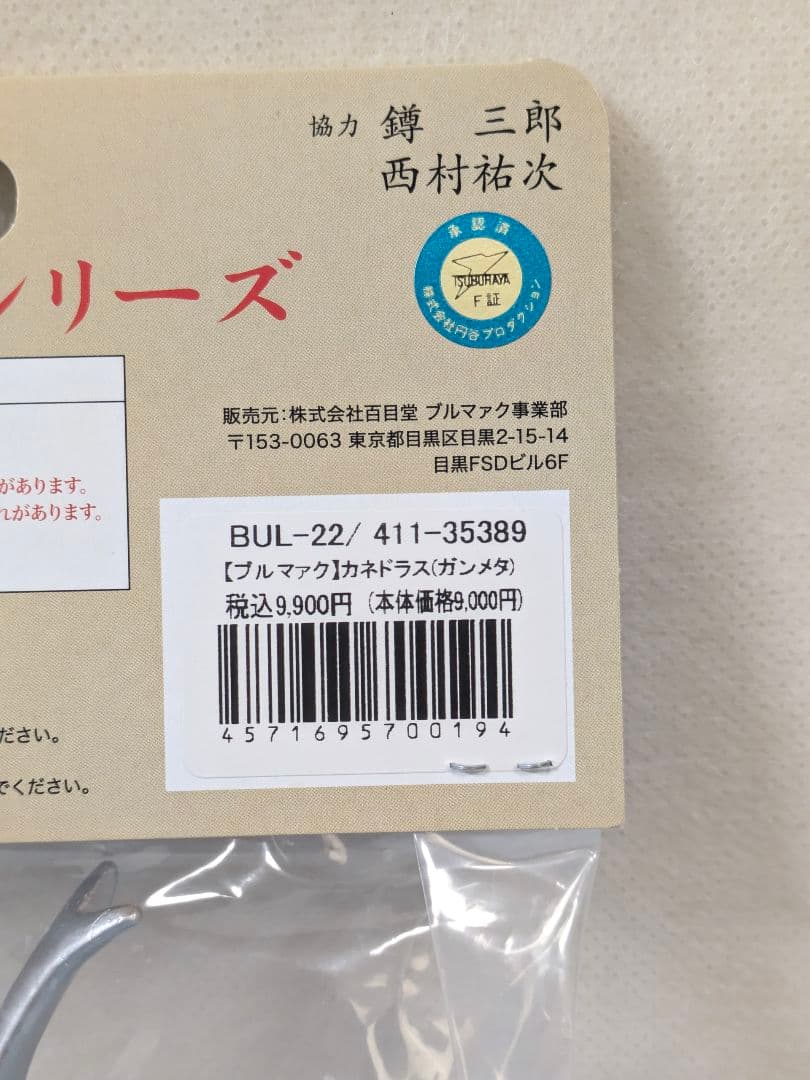 協力 鐏 三郎
西村祐次
承認済
TSUBURAYA
F証
株式会社円谷プロダクション
リーズ
販売元:株式会社百目堂 ブルマァク事業部
〒153-0063 東京都目黒区目黒2-15-14
目黒FSDビル6F
があります。
れがあります。
BUL-22/ 411-35389
【ブルマァク】カネドラス(ガンメタ)
税込9,900円 (本体価格9,000円)
4571695700194
ださい。
でください。